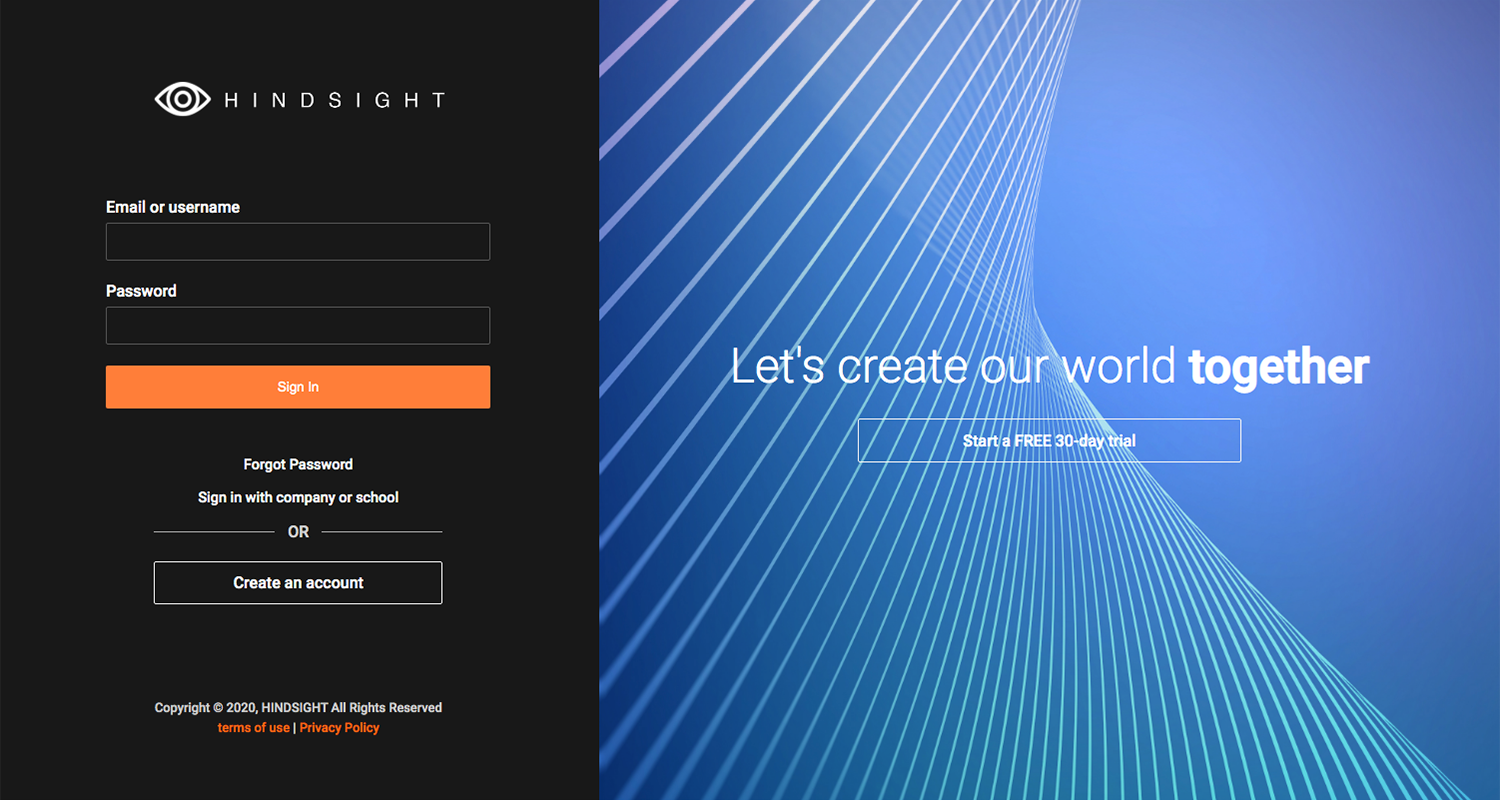 HINDSIGHT
Email or username
Password
Sign In
Forgot Password
Sign in with company or school
OR
Create an account
Copyright © 2020, HINDSIGHT All Rights Reserved
terms of use | Privacy Policy
Let's create our world together
Start a FREE 30-day trial